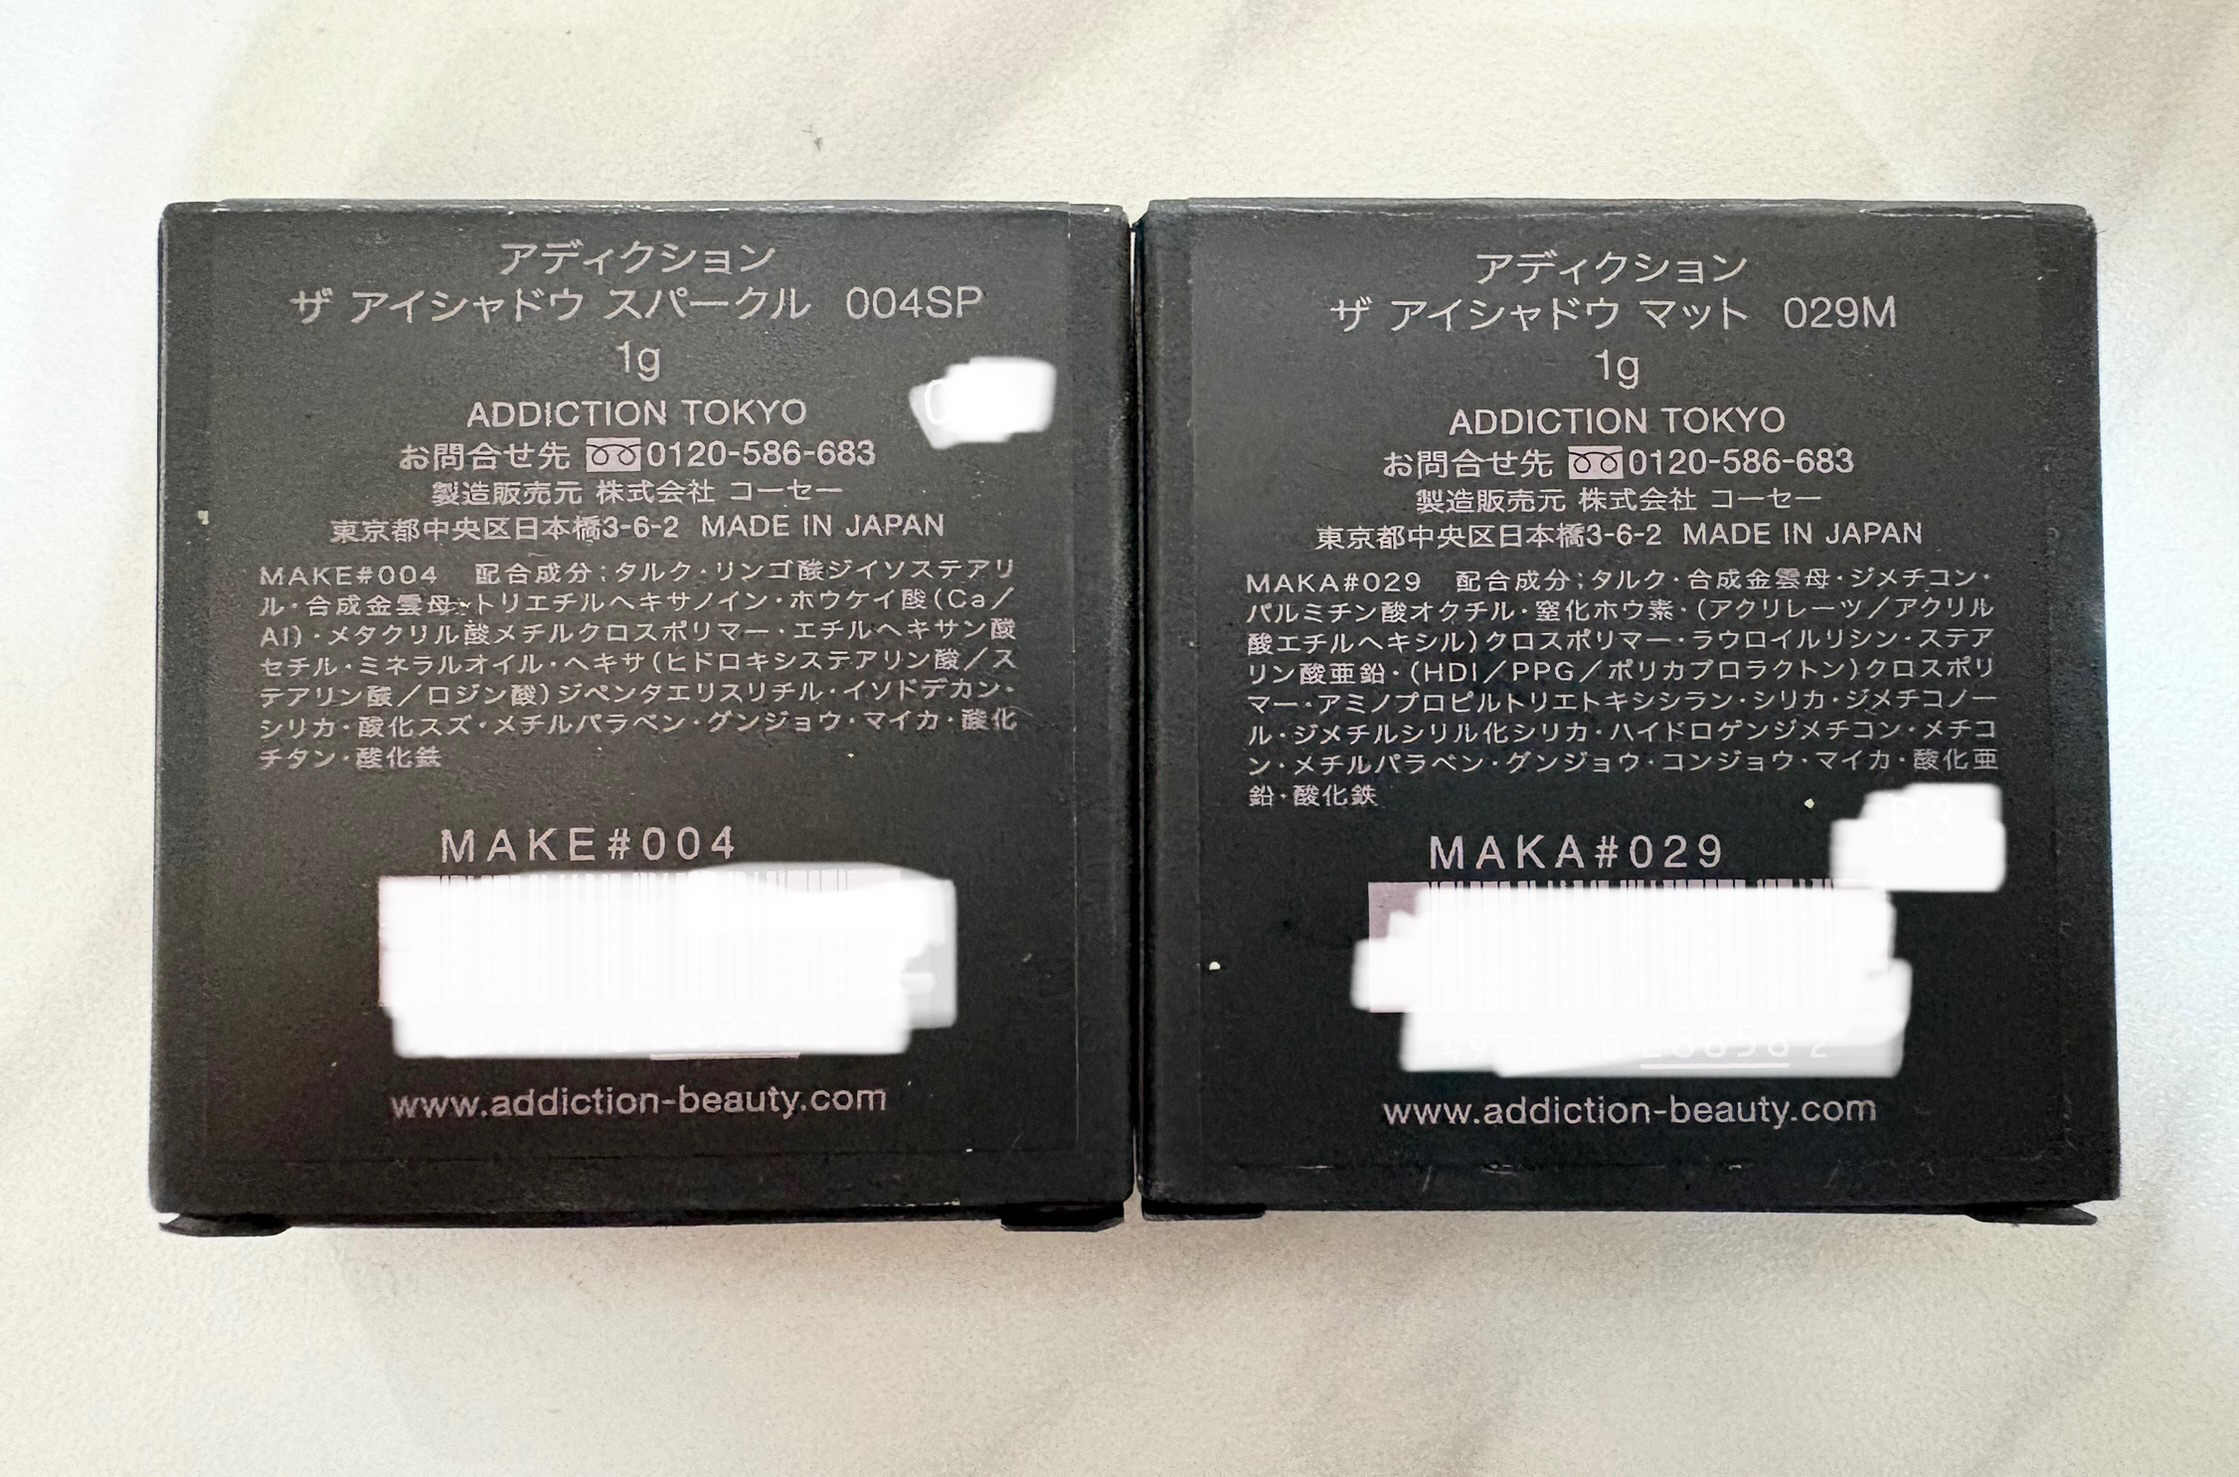 アディクション
ザ アイシャドウ スパークル 004SP
1g
ADDICTION TOKYO
お問合せ先 0120-586-683
製造販売元 株式会社 コーセー
東京都中央区日本橋3-6-2 MADE IN JAPAN
MAKE#004 配合成分;タルク・リンゴ酸ジイソステアリ
ル・合成金雲母・トリエチルヘキサノイン・ホウケイ酸(Ca/
Al)・メタクリル酸メチルクロスポリマー・エチルヘキサン酸
セチル・ミネラルオイル・ヘキサ(ヒドロキシステアリン酸/ス
テアリン酸/ロジン酸)ジペンタエリスリチル・イソドデカン・
シリカ・酸化スズ・メチルパラベン・グンジョウ・マイカ・酸化
チタン・酸化鉄
MAKE#004
www.addiction-beauty.com
アディクション
ザ アイシャドウ マット 029M
1g
ADDICTION TOKYO
お問合せ先 0120-586-683
製造販売元 株式会社 コーセー
東京都中央区日本橋3-6-2 MADE IN JAPAN
MAKA#029 配合成分;タルク・合成金雲母・ジメチコン・
パルミチン酸オクチル・窒化ホウ素・(アクリレーツ/アクリル
酸エチルヘキシル)クロスポリマー・ラウロイルリシン・ステア
リン酸亜鉛・(HDI/PPG/ポリカプロラクトン)クロスポリ
マー・アミノプロピルトリエトキシシラン・シリカ・ジメチコノー
ル・ジメチルシリル化シリカ・ハイドロゲンジメチコン・メチコ
ン・メチルパラベン・グンジョウ・コンジョウ・マイカ・酸化亜
鉛・酸化鉄
MAKA#029
www.addiction-beauty.com